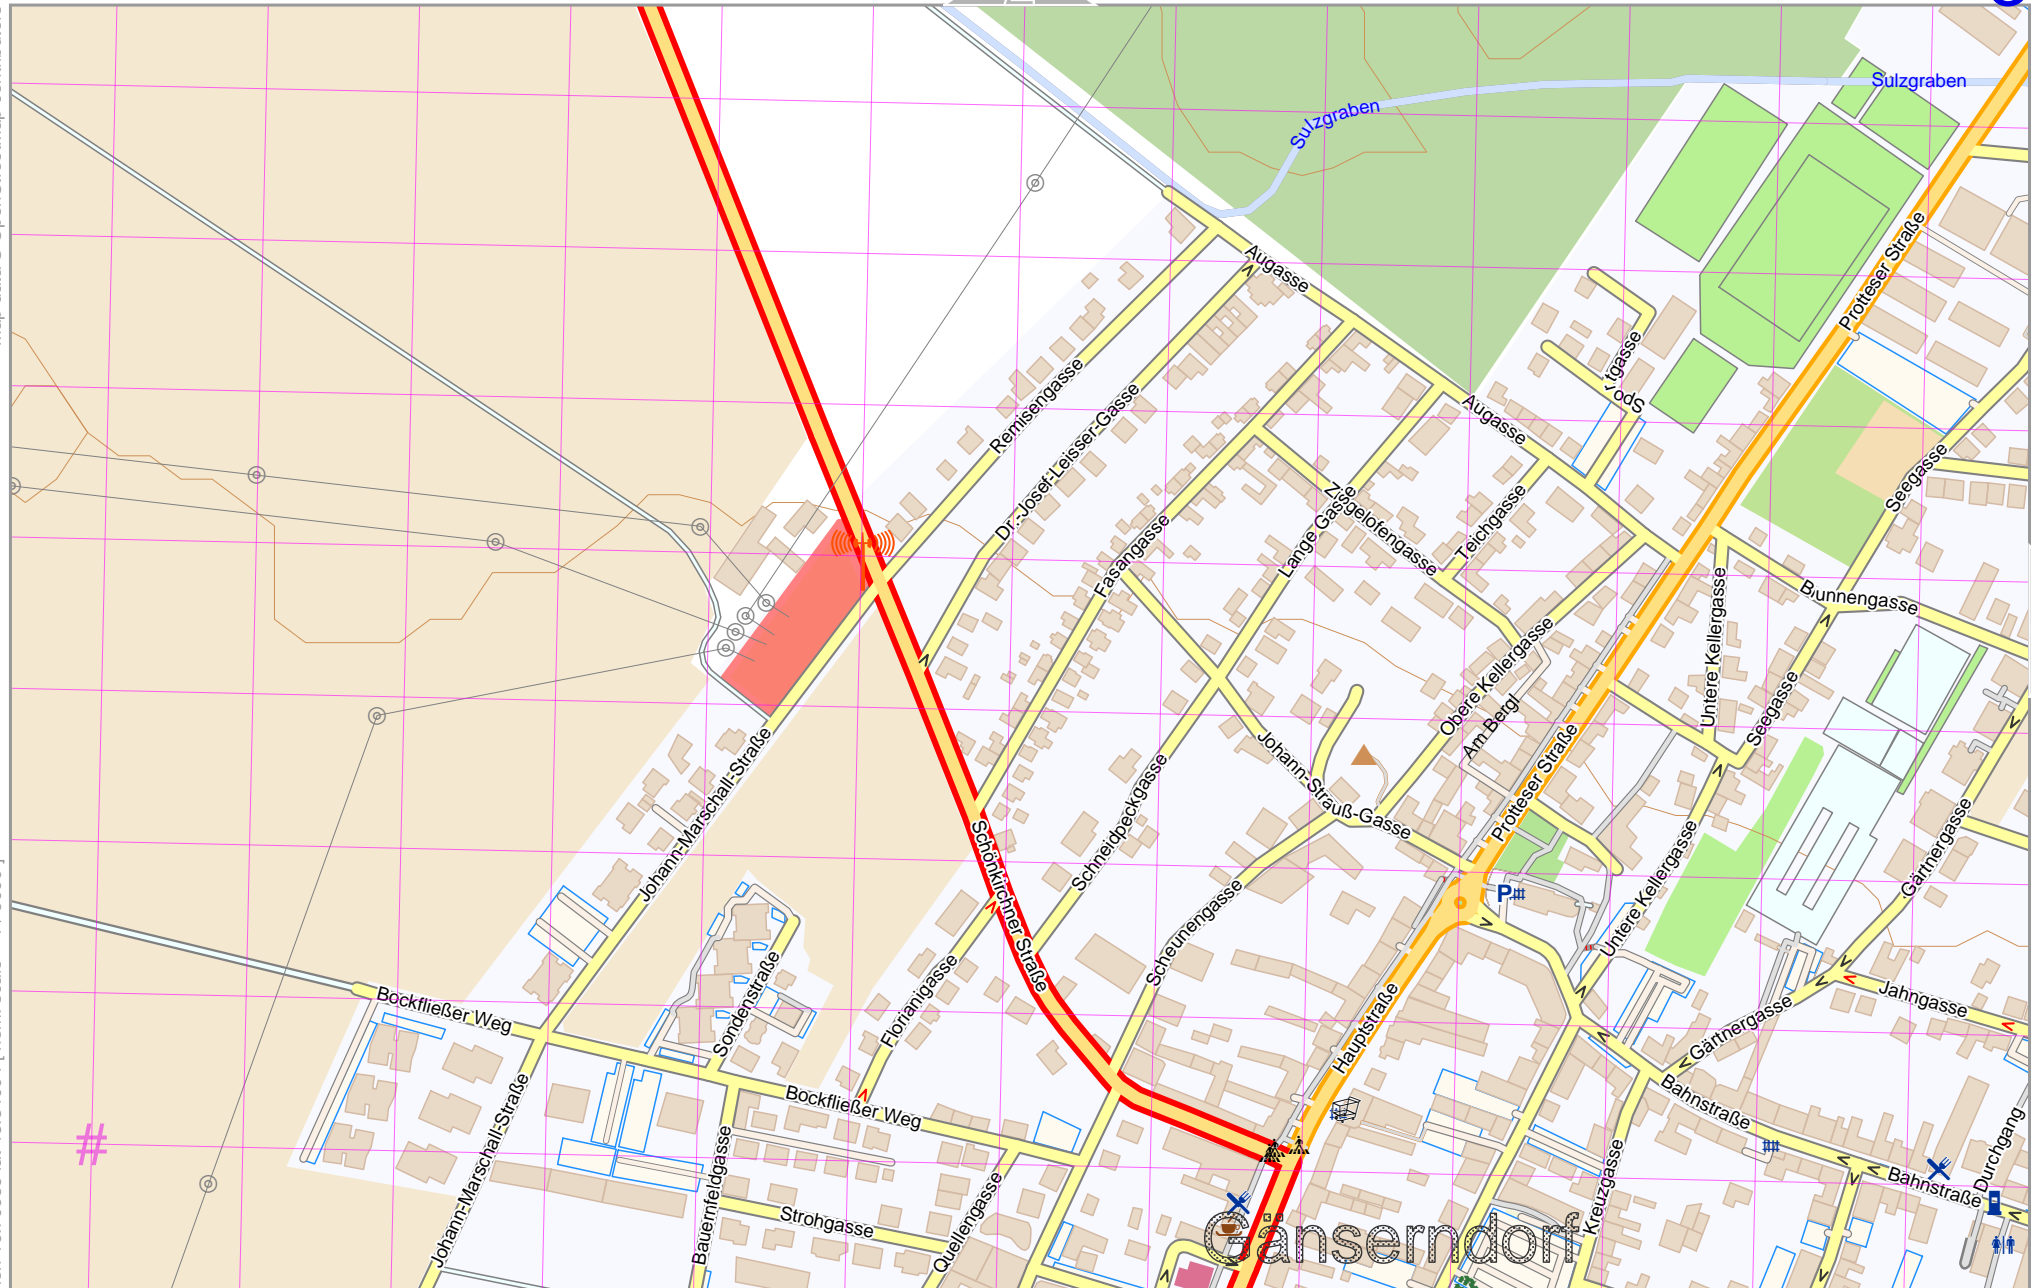 Sulzgraben
Sulzgraben
Augasse
Protteser Straße
Remisengasse
Dr.-Josef-Leisser-Gasse
Augasse
Seegasse
Fasangasse
Lange Gasse
Ziegelofengasse
Teichgasse
Brunnengasse
Untere Kellergasse
Obere Kellergasse
Am Bergl
Seegasse
Johann-Marschall-Straße
Johann-Strauß-Gasse
Protteser Straße
Schneidpeckgasse
Schönkirchner Straße
Gärtnergasse
Untere Kellergasse
Scheunengasse
P
Florianigasse
Sondenstraße
Bockfließer Weg
Hauptstraße
Jahngasse
Gärtnergasse
Bockfließer Weg
Bahnstraße
Johann-Marschall-Straße
Bauernfeldgasse
#
Kreuzgasse
Durchgang
Bahnstraße
Strohgasse
Quellengasse
Gänserndorf